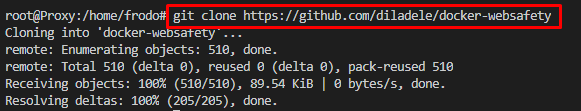 root@Proxy:/home/frodo# git clone https://github.com/diladele/docker-websafety
Cloning into 'docker-websafety'...
remote: Enumerating objects: 510, done.
remote: Total 510 (delta 0), reused 0 (delta 0), pack-reused 510
Receiving objects: 100% (510/510), 89.54 KiB | 0 bytes/s, done.
Resolving deltas: 100% (205/205), done.